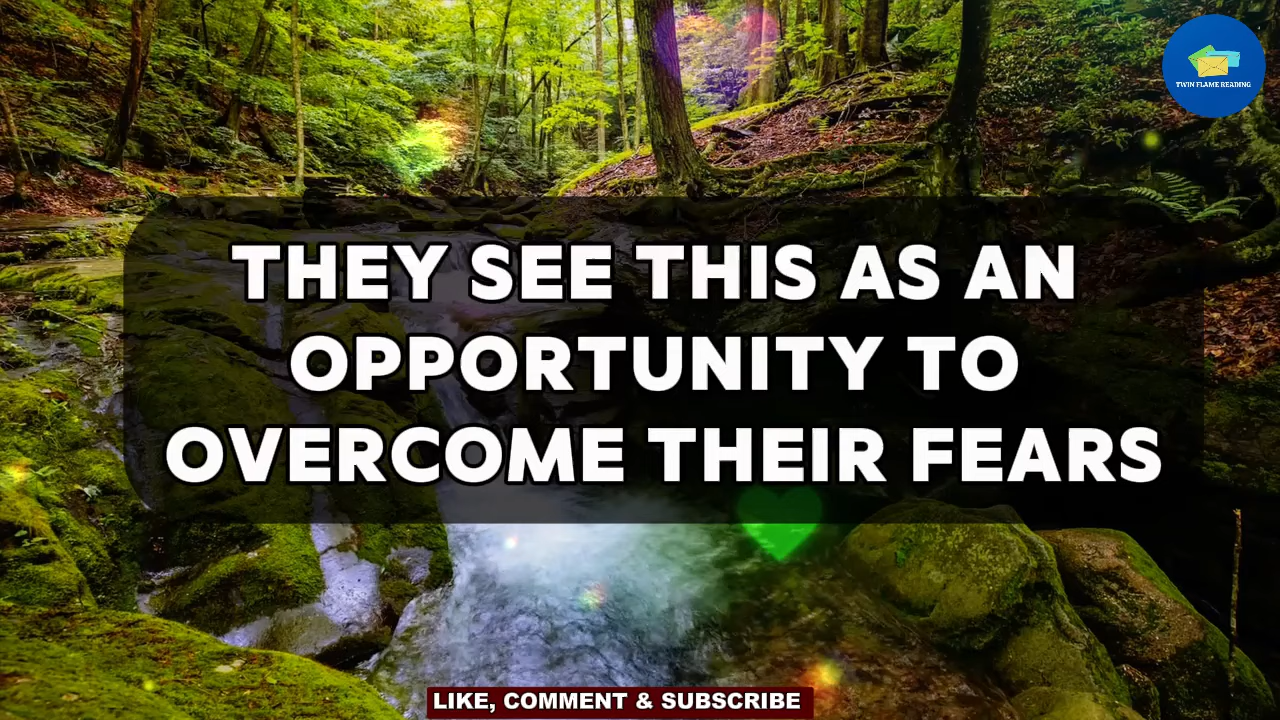 TWIN FLAME READING
THEY SEE THIS AS AN
OPPORTUNITY TO
OVERCOME THEIR FEARS
LIKE, COMMENT & SUBSCRIBE